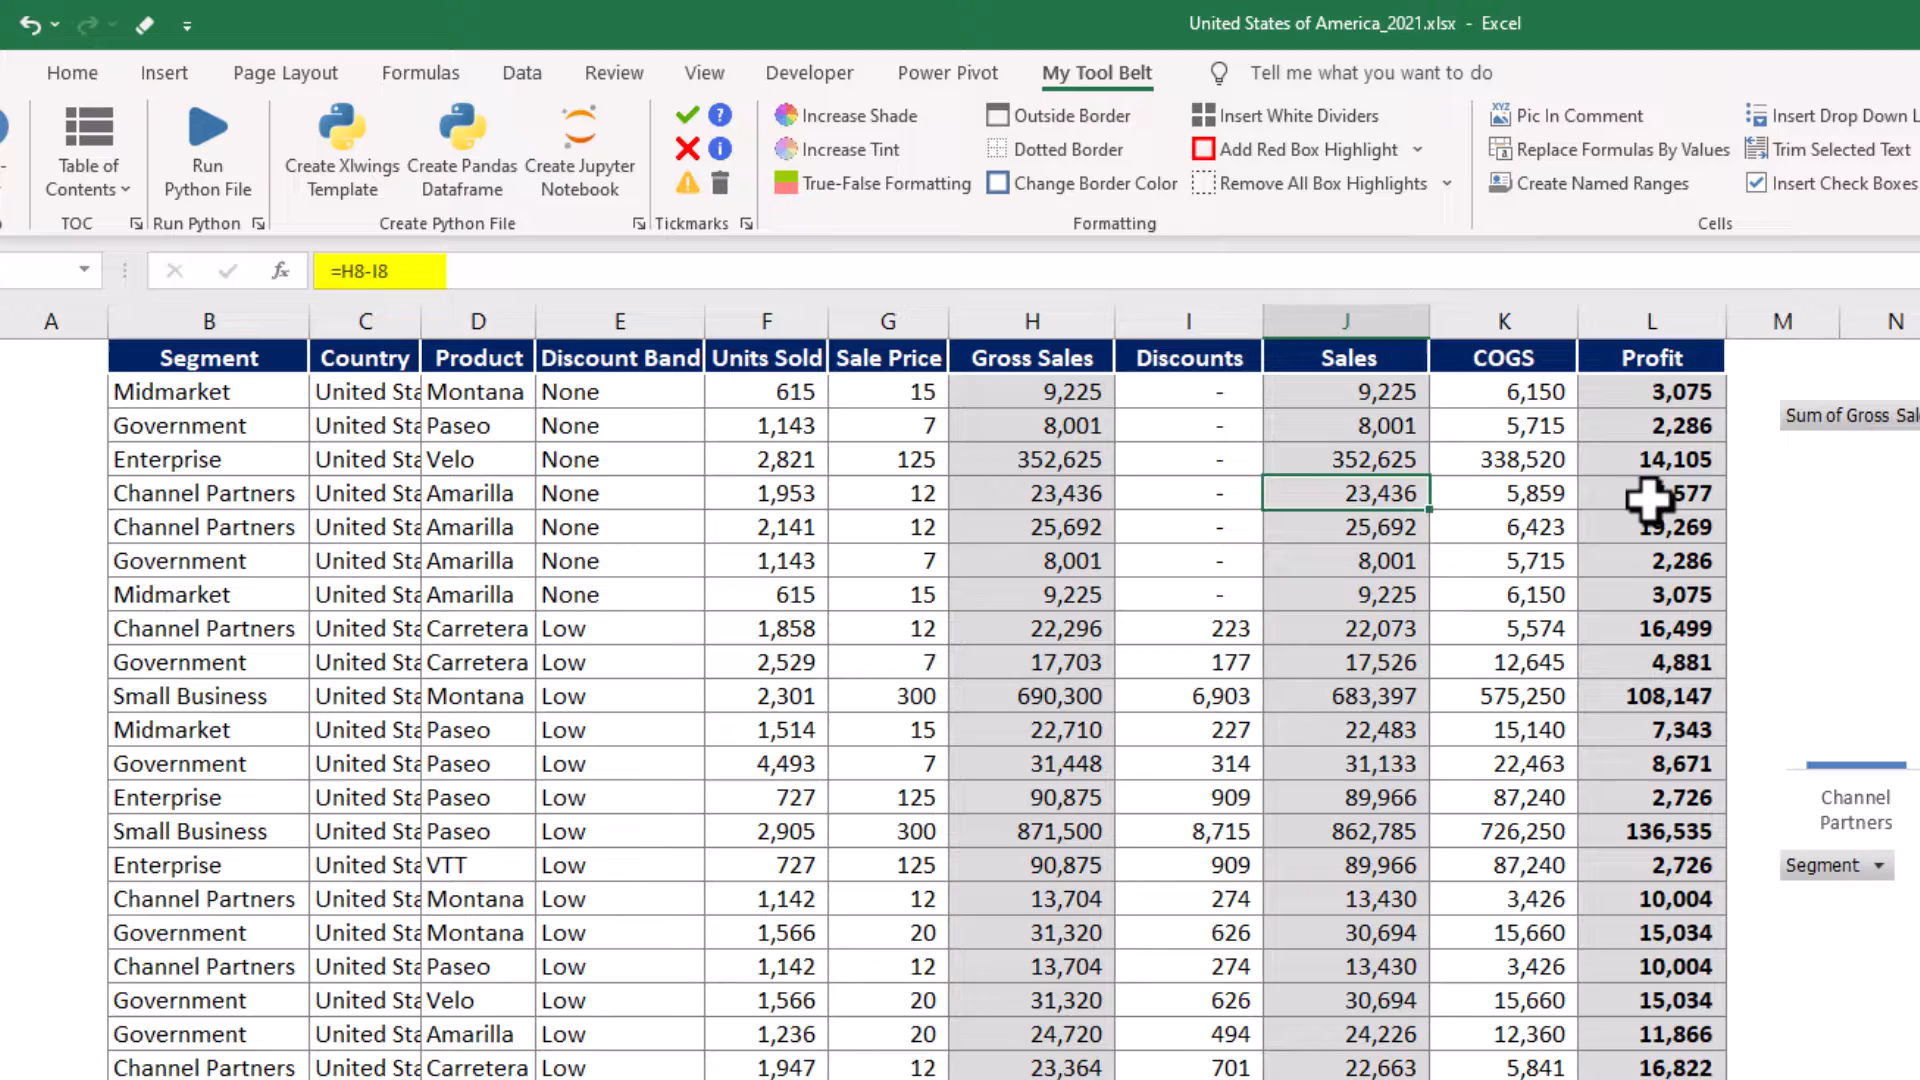 United States of America_2021.xlsx - Excel
Home Insert Page Layout Formulas Data Review View Developer Power Pivot My Tool Belt Tell me what you want to do
Table of Contents
Run Python File
Create Xlwings Template
Create Pandas Dataframe
Create Jupyter Notebook
Increase Shade
Increase Tint
True-False Formatting
Outside Border
Dotted Border
Change Border Color
Insert White Dividers
Add Red Box Highlight
Remove All Box Highlights
Pic In Comment
Replace Formulas By Values
Create Named Ranges
Insert Drop Down L
Trim Selected Text
Insert Check Boxes
TOC Run Python Create Python File Tickmarks Formatting Cells
fx =H8-I8
A B C D E F G H I J K L M N
Segment Country Product Discount Band Units Sold Sale Price Gross Sales Discounts Sales COGS Profit
Midmarket United Sta Montana None 615 15 9,225 - 9,225 6,150 3,075
Government United Sta Paseo None 1,143 7 8,001 - 8,001 5,715 2,286
Enterprise United Sta Velo None 2,821 125 352,625 - 352,625 338,520 14,105
Channel Partners United Sta Amarilla None 1,953 12 23,436 - 23,436 5,859 577
Channel Partners United Sta Amarilla None 2,141 12 25,692 - 25,692 6,423 19,269
Government United Sta Amarilla None 1,143 7 8,001 - 8,001 5,715 2,286
Midmarket United Sta Amarilla None 615 15 9,225 - 9,225 6,150 3,075
Channel Partners United Sta Carretera Low 1,858 12 22,296 223 22,073 5,574 16,499
Government United Sta Carretera Low 2,529 7 17,703 177 17,526 12,645 4,881
Small Business United Sta Montana Low 2,301 300 690,300 6,903 683,397 575,250 108,147
Midmarket United Sta Paseo Low 1,514 15 22,710 227 22,483 15,140 7,343
Government United Sta Paseo Low 4,493 7 31,448 314 31,133 22,463 8,671
Enterprise United Sta Paseo Low 727 125 90,875 909 89,966 87,240 2,726
Small Business United Sta Paseo Low 2,905 300 871,500 8,715 862,785 726,250 136,535
Enterprise United Sta VTT Low 727 125 90,875 909 89,966 87,240 2,726
Channel Partners United Sta Montana Low 1,142 12 13,704 274 13,430 3,426 10,004
Government United Sta Montana Low 1,566 20 31,320 626 30,694 15,660 15,034
Channel Partners United Sta Paseo Low 1,142 12 13,704 274 13,430 3,426 10,004
Government United Sta Velo Low 1,566 20 31,320 626 30,694 15,660 15,034
Government United Sta Amarilla Low 1,236 20 24,720 494 24,226 12,360 11,866
Channel Partners United Sta Carretera Low 1,947 12 23,364 701 22,663 5,841 16,822
Sum of Gross Sal
Channel
Partners
Segment